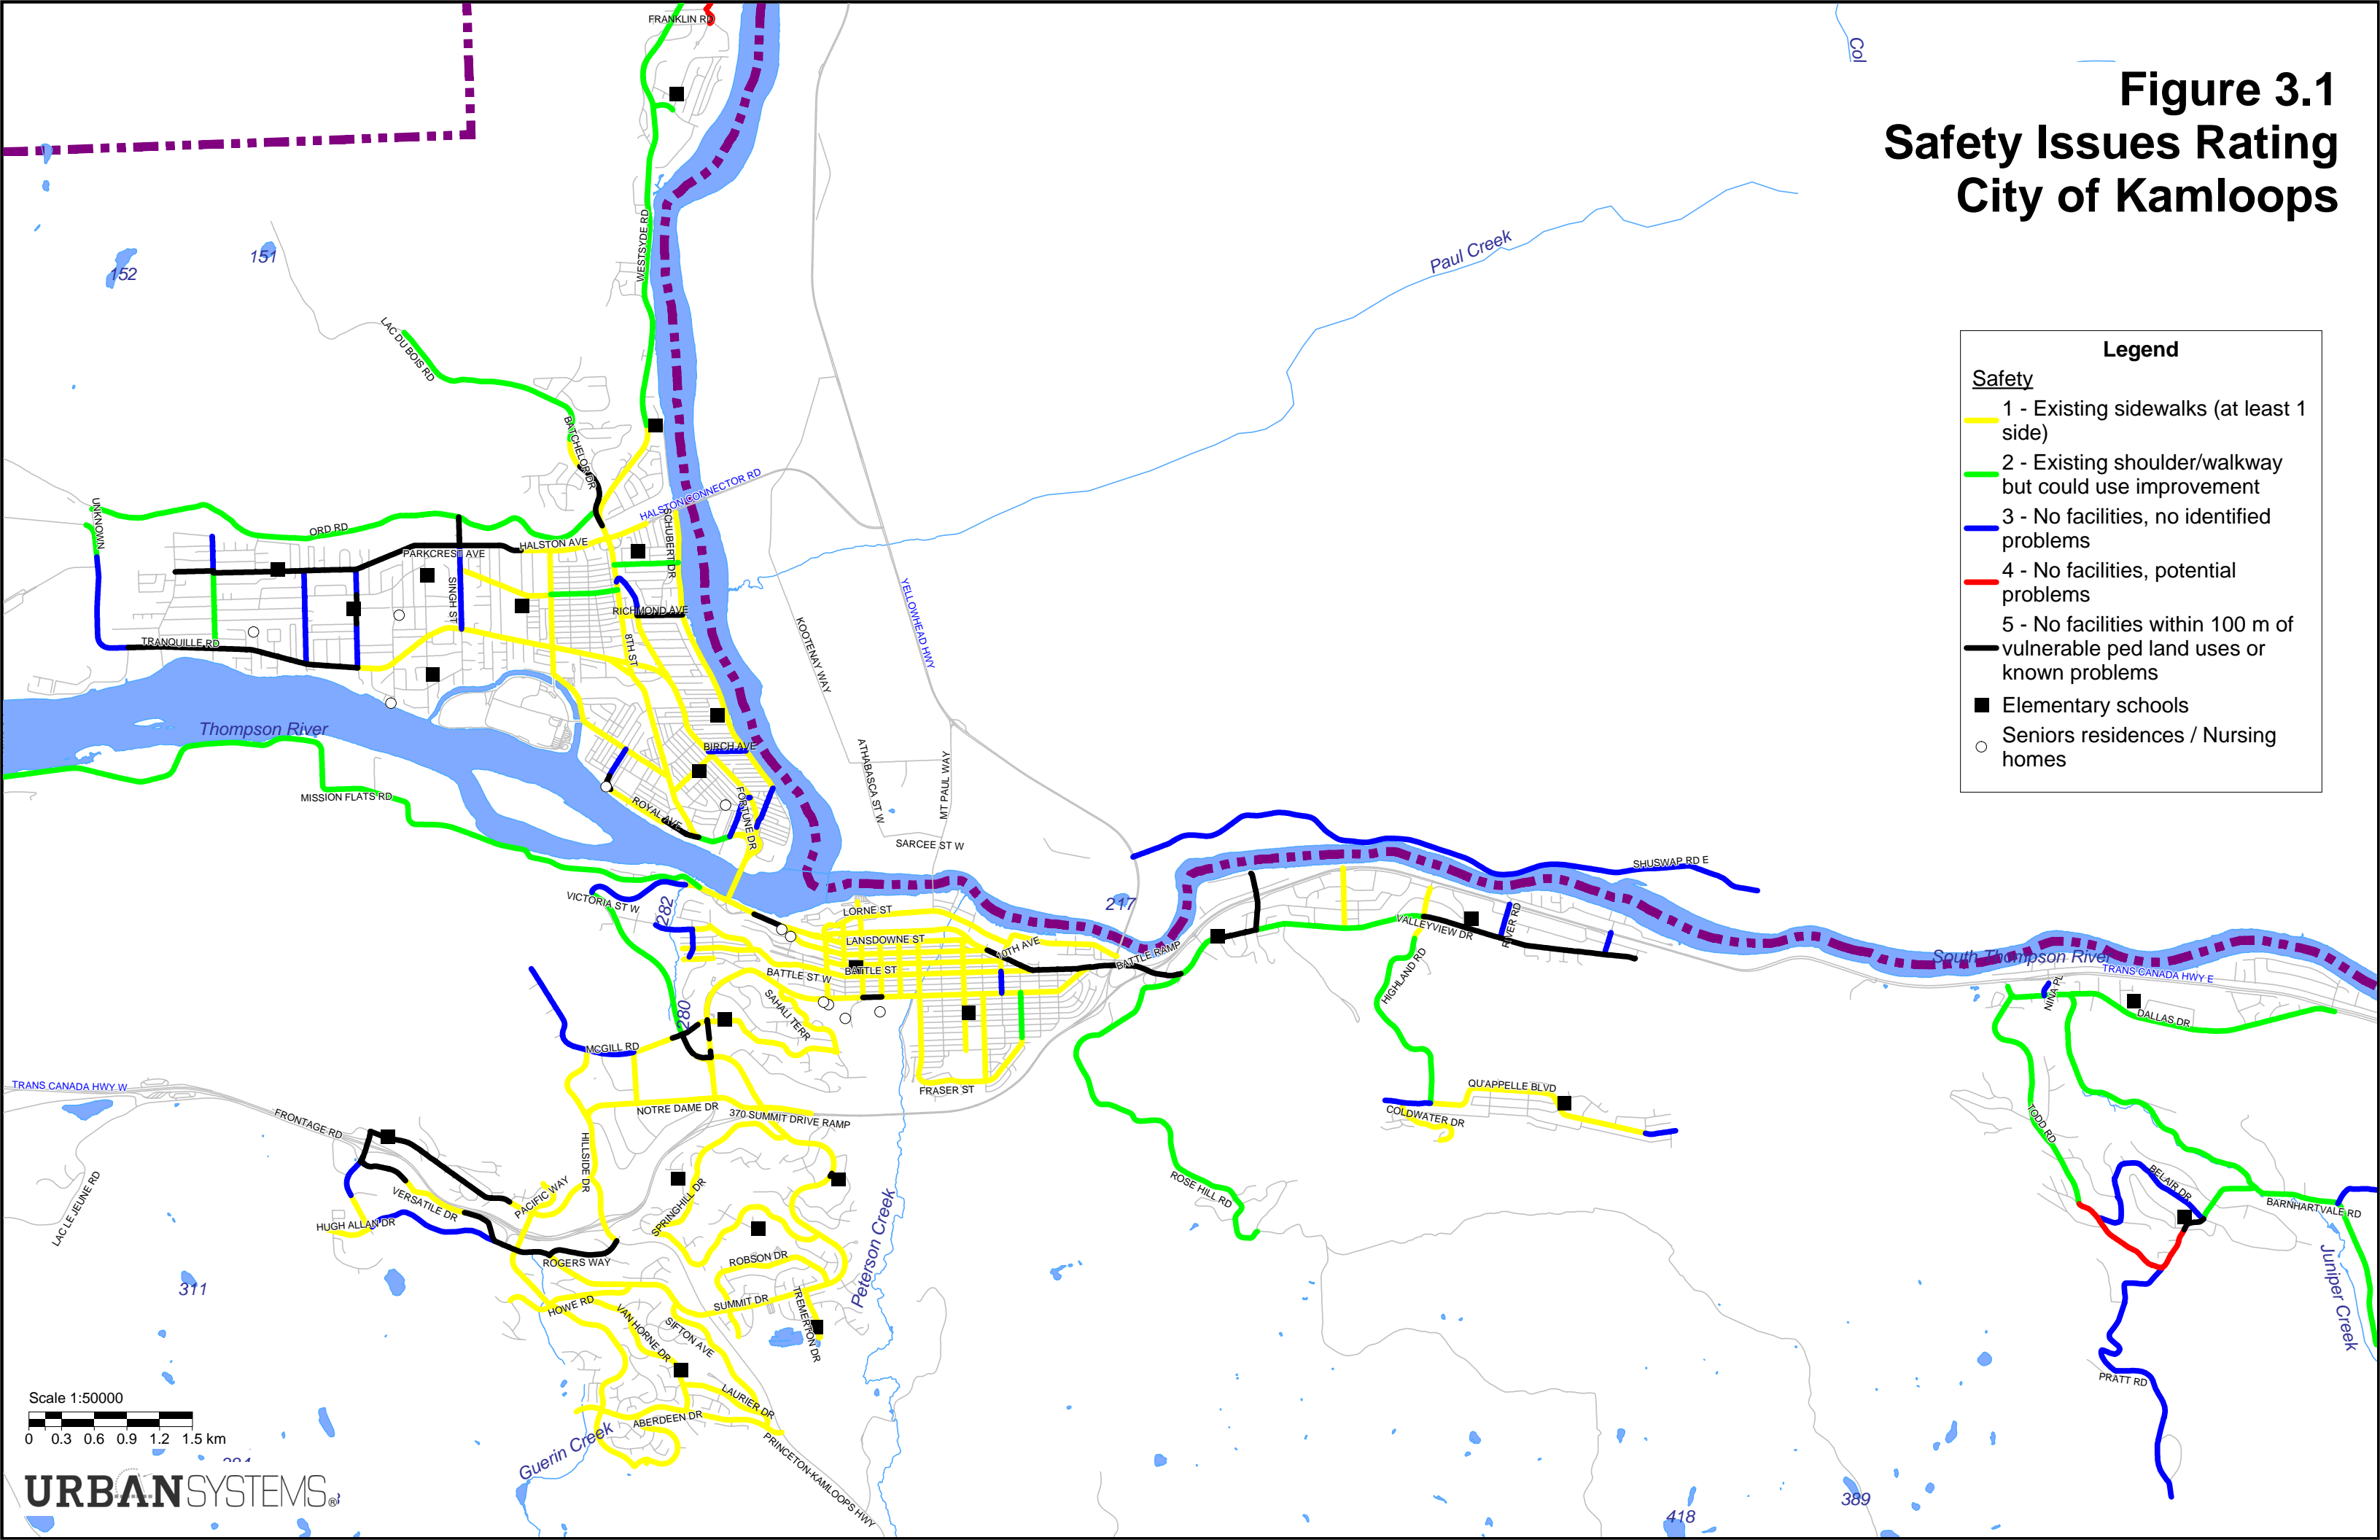 FRANKLIN RD
Col
Figure 3.1
Safety Issues Rating
City of Kamloops
WESTSYDE RD
Paul Creek
151
152
LAC DU BOIS RD
Legend
Safety
1 - Existing sidewalks (at least 1
side)
2 - Existing shoulder/walkway
but could use improvement
3 - No facilities, no identified
problems
4 - No facilities, potential
problems
5 - No facilities within 100 m of
vulnerable ped land uses or
known problems
Elementary schools
Seniors residences / Nursing
homes
BATCHELOR DR
HALSTON CONNECTOR RD
UNKNOWN
ORD RD
SCHUBERT DR
HALSTON AVE
PARKCREST AVE
SINGH ST
YELLOWHEAD HWY
RICHMOND AVE
KOOTENAY WAY
8TH ST
TRANQUILLE RD
Thompson River
BIRCH AVE
ATHABASCA ST W
MT PAUL WAY
MISSION FLATS RD
ROYAL AVE
FORTUNE DR
SARCEE ST W
SHUSWAP RD E
VICTORIA ST W
282
217
LORNE ST
LANSDOWNE ST
10TH AVE
BATTLE RAMP
VALLEYVIEW DR
RIVER RD
South Thompson River
TRANS CANADA HWY E
BATTLE ST W
BATTLE ST
HIGHLAND RD
NINA PL
SAHALI TERR
DALLAS DR
280
MCGILL RD
TRANS CANADA HWY W
FRASER ST
QU'APPELLE BLVD
COLDWATER DR
NOTRE DAME DR
370 SUMMIT DRIVE RAMP
FRONTAGE RD
TODD RD
HILLSIDE DR
LAC LE JEUNE RD
VERSATILE DR
PACIFIC WAY
SPRINGHILL DR
ROSE HILL RD
BELAIR DR
BARNHARTVALE RD
HUGH ALLAN DR
Peterson Creek
ROGERS WAY
ROBSON DR
311
Juniper Creek
HOWE RD
VAN HORNE DR
SIFTON AVE
SUMMIT DR
TREMERTON DR
PRATT RD
LAURIER DR
ABERDEEN DR
Scale 1:50000
0 0.3 0.6 0.9 1.2 1.5 km
Guerin Creek
PRINCETON-KAMLOOPS HWY
URBANSYSTEMS®
389
418